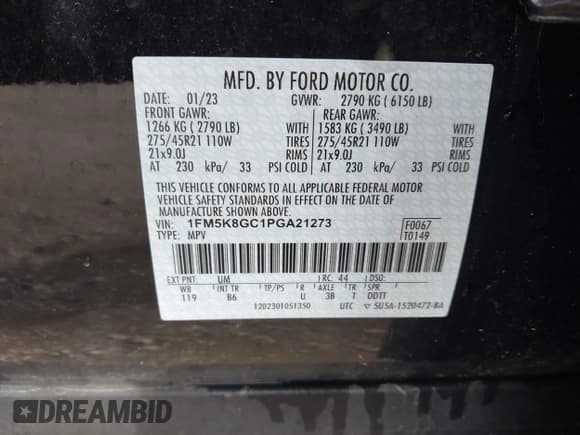 MFD. BY FORD MOTOR CO.
DATE: 01/23 GVWR: 2790 KG ( 6150 LB)
FRONT GAWR: REAR GAWR:
1266 KG ( 2790 LB) WITH 1583 KG ( 3490 LB) WITH
275/45R21 110W TIRES 275/45R21 110W TIRES
21x9.0J RIMS 21x9.0J RIMS
AT 230 kPa/ 33 PSI COLD AT 230 kPa/ 33 PSI COLD
THIS VEHICLE CONFORMS TO ALL APPLICABLE FEDERAL MOTOR
VEHICLE SAFETY STANDARDS IN EFFECT ON THE DATE OF
MANUFACTURE SHOWN ABOVE.
VIN: 1FM5K8GC1PGA21273 F0067
TYPE: MPV T0149
EXT PNT: UM RC: 44 DSO:
WB INT TR TP/PS R AXLE TR SPR
119 B6 U 3B T DDTT
1202301051350 UTC ▽ 5U5A-1520472-BA
DREAMBID